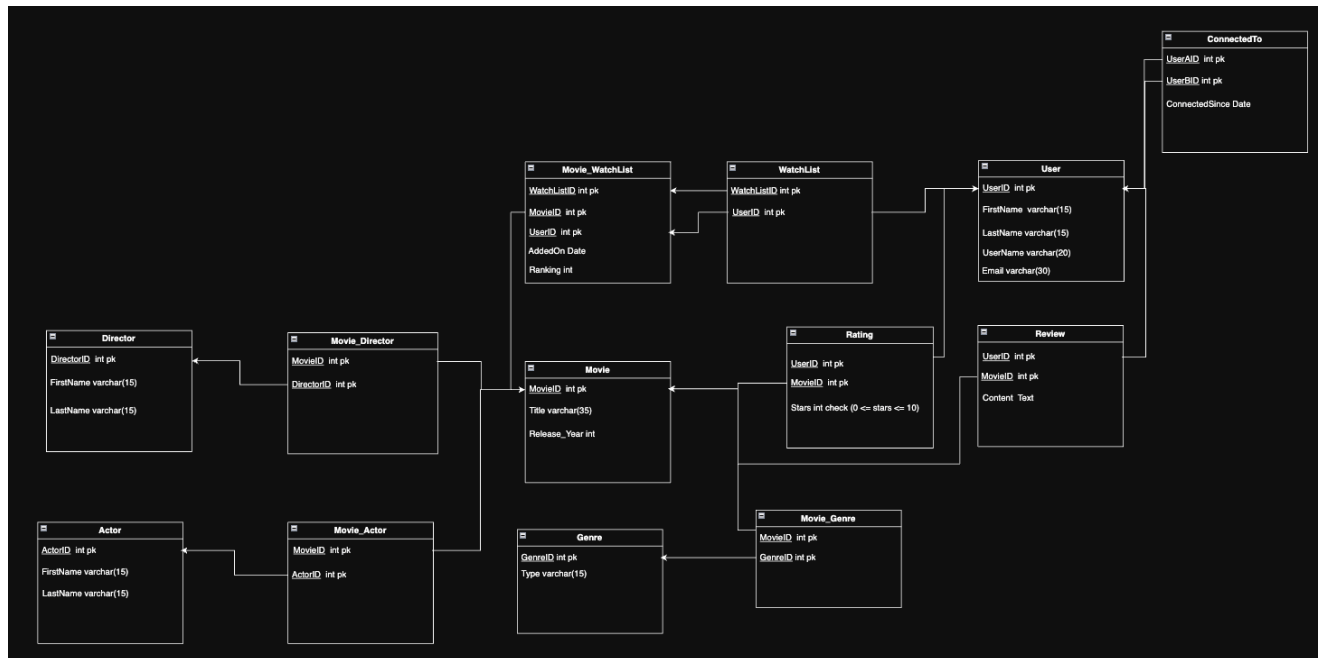 ConnectedTo
UserAID int pk
UserBID int pk
ConnectedSince Date
Movie_WatchList
WatchListID int pk
MovieID int pk
UserID int pk
AddedOn Date
Ranking int
WatchList
WatchListID int pk
UserID int pk
User
UserID int pk
FirstName varchar(15)
LastName varchar(15)
UserName varchar(20)
Email varchar(30)
Director
DirectorID int pk
FirstName varchar(15)
LastName varchar(15)
Movie_Director
MovieID int pk
DirectorID int pk
Movie
MovieID int pk
Title varchar(35)
Release_Year int
Rating
UserID int pk
MovieID int pk
Stars int check (0 <= stars <= 10)
Review
UserID int pk
MovieID int pk
Content Text
Actor
ActorID int pk
FirstName varchar(15)
LastName varchar(15)
Movie_Actor
MovieID int pk
ActorID int pk
Genre
GenreID int pk
Type varchar(15)
Movie_Genre
MovieID int pk
GenreID int pk